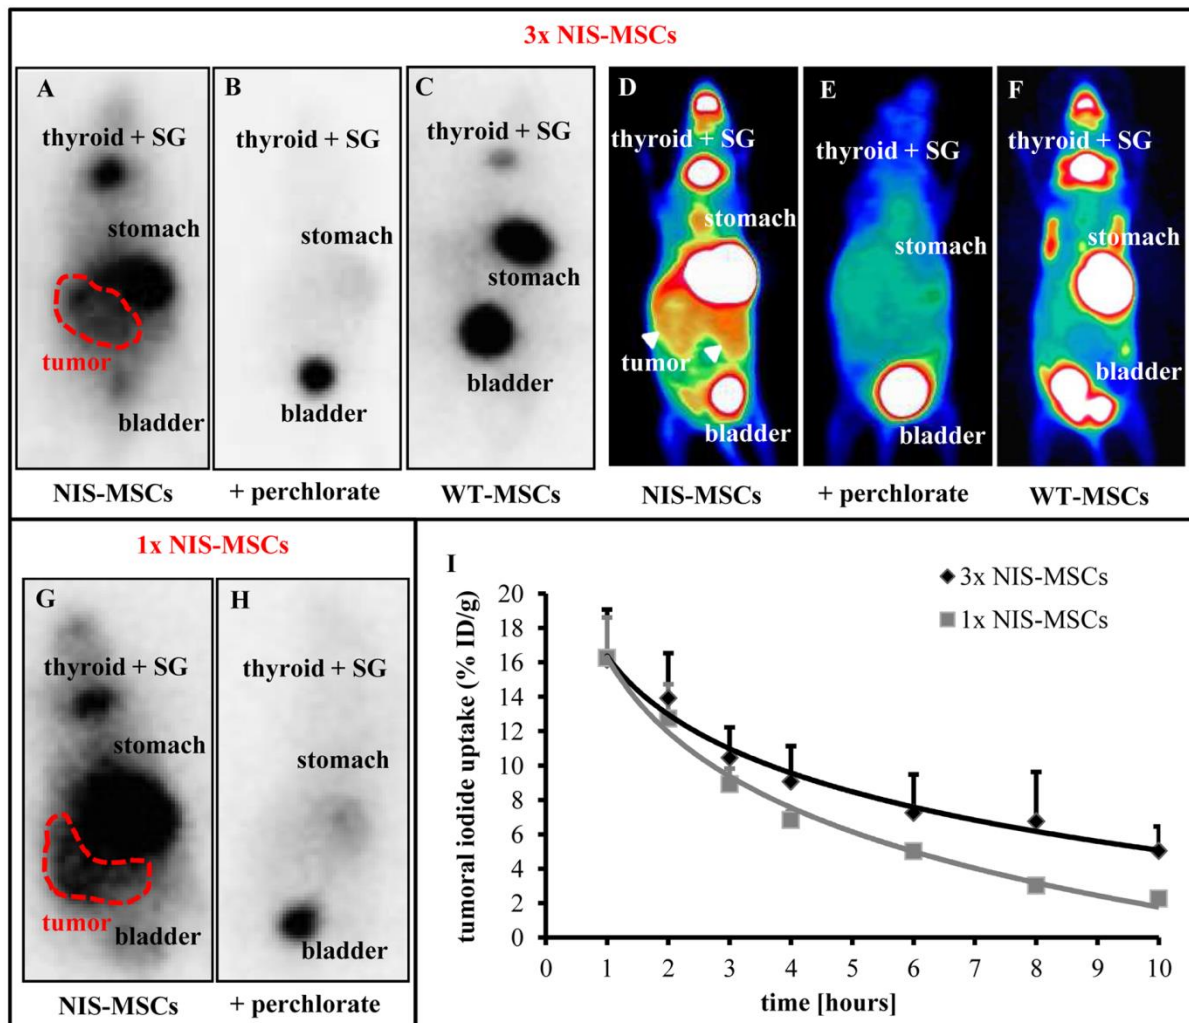 3x NIS-MSCs
A
thyroid + SG
stomach
tumor
bladder
NIS-MSCs
B
thyroid + SG
stomach
bladder
+ perchlorate
C
thyroid + SG
stomach
bladder
WT-MSCs
D
thyroid + SG
stomach
tumor
bladder
NIS-MSCs
E
thyroid + SG
stomach
bladder
+ perchlorate
F
thyroid + SG
stomach
bladder
WT-MSCs
1x NIS-MSCs
G
thyroid + SG
stomach
tumor
bladder
NIS-MSCs
H
thyroid + SG
stomach
bladder
+ perchlorate
I
3x NIS-MSCs
1x NIS-MSCs
tumoral iodide uptake (% ID/g)
20
18
16
14
12
10
8
6
4
2
0
0 1 2 3 4 5 6 7 8 9 10
time [hours]